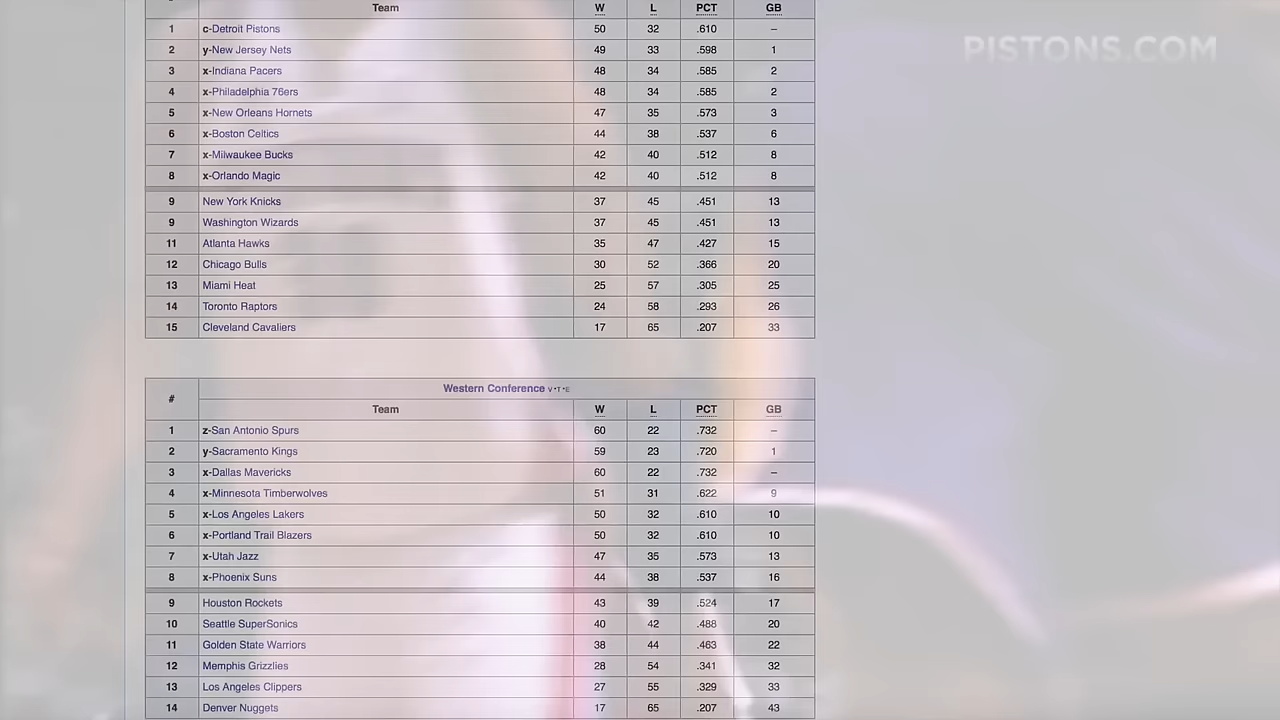 PISTONS.COM
Team W L PCT GB
1 c-Detroit Pistons 50 32 .610 –
2 y-New Jersey Nets 49 33 .598 1
3 x-Indiana Pacers 48 34 .585 2
4 x-Philadelphia 76ers 48 34 .585 2
5 x-New Orleans Hornets 47 35 .573 3
6 x-Boston Celtics 44 38 .537 6
7 x-Milwaukee Bucks 42 40 .512 8
8 x-Orlando Magic 42 40 .512 8
9 New York Knicks 37 45 .451 13
9 Washington Wizards 37 45 .451 13
11 Atlanta Hawks 35 47 .427 15
12 Chicago Bulls 30 52 .366 20
13 Miami Heat 25 57 .305 25
14 Toronto Raptors 24 58 .293 26
15 Cleveland Cavaliers 17 65 .207 33
# Western Conference V•T•E
Team W L PCT GB
1 z-San Antonio Spurs 60 22 .732 –
2 y-Sacramento Kings 59 23 .720 1
3 x-Dallas Mavericks 60 22 .732 –
4 x-Minnesota Timberwolves 51 31 .622 9
5 x-Los Angeles Lakers 50 32 .610 10
6 x-Portland Trail Blazers 50 32 .610 10
7 x-Utah Jazz 47 35 .573 13
8 x-Phoenix Suns 44 38 .537 16
9 Houston Rockets 43 39 .524 17
10 Seattle SuperSonics 40 42 .488 20
11 Golden State Warriors 38 44 .463 22
12 Memphis Grizzlies 28 54 .341 32
13 Los Angeles Clippers 27 55 .329 33
14 Denver Nuggets 17 65 .207 43